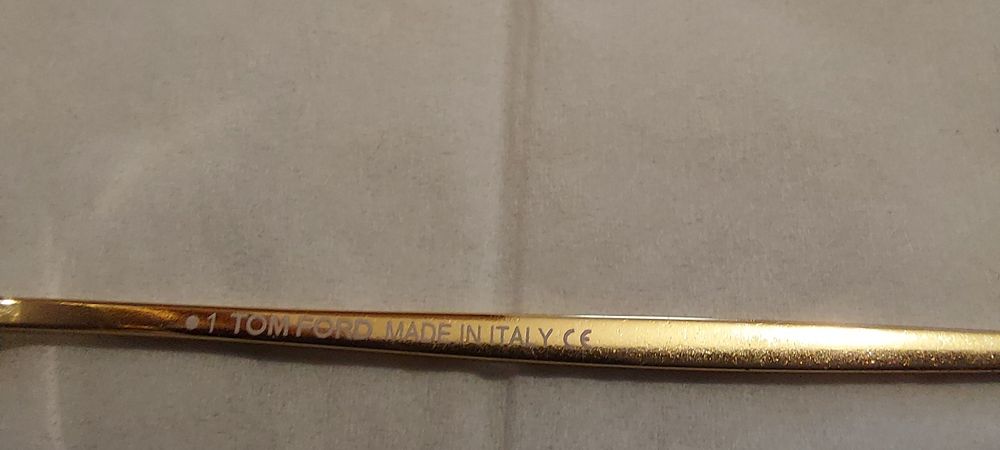 ● 1 TOM FORD MADE IN ITALY CE